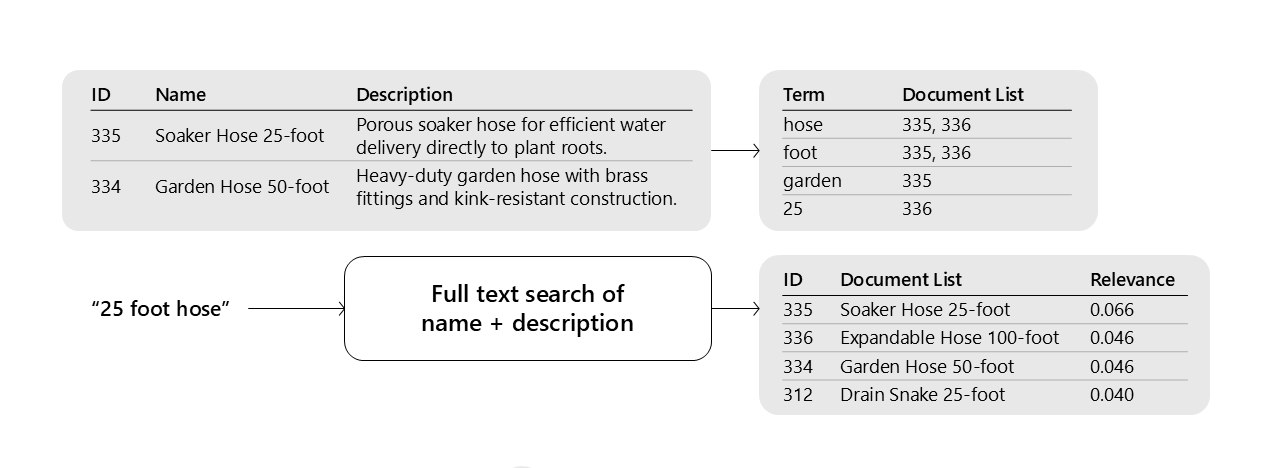 ID Name Description
335 Soaker Hose 25-foot Porous soaker hose for efficient water
delivery directly to plant roots.
334 Garden Hose 50-foot Heavy-duty garden hose with brass
fittings and kink-resistant construction.
Term Document List
hose 335, 336
foot 335, 336
garden 335
25 336
“25 foot hose”
Full text search of
name + description
ID Document List Relevance
335 Soaker Hose 25-foot 0.066
336 Expandable Hose 100-foot 0.046
334 Garden Hose 50-foot 0.046
312 Drain Snake 25-foot 0.040